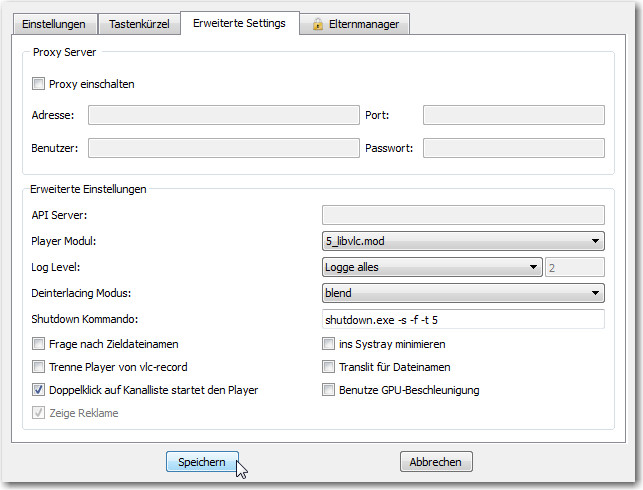 Einstellungen Tastenkürzel Erweiterte Settings Elternmanager
Proxy Server
Proxy einschalten
Adresse: Port:
Benutzer: Passwort:
Erweiterte Einstellungen
API Server:
Player Modul: 5_libvlc.mod
Log Level: Logge alles 2
Deinterlacing Modus: blend
Shutdown Kommando: shutdown.exe -s -f -t 5
Frage nach Zieldateinamen ins Systray minimieren
Trenne Player von vlc-record Translit für Dateinamen
Doppelklick auf Kanalliste startet den Player Benutze GPU-Beschleunigung
Zeige Reklame
Speichern Abbrechen